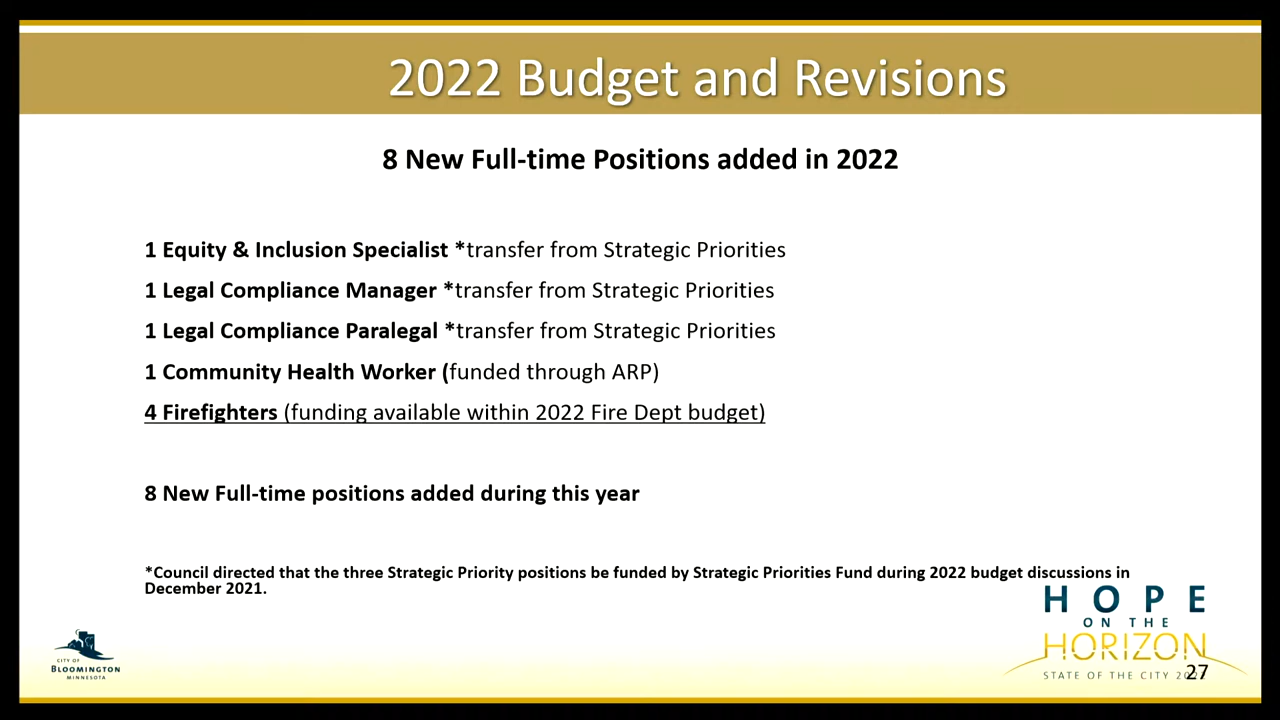 2022 Budget and Revisions
8 New Full-time Positions added in 2022
1 Equity & Inclusion Specialist *transfer from Strategic Priorities
1 Legal Compliance Manager *transfer from Strategic Priorities
1 Legal Compliance Paralegal *transfer from Strategic Priorities
1 Community Health Worker (funded through ARP)
4 Firefighters (funding available within 2022 Fire Dept budget)
8 New Full-time positions added during this year
*Council directed that the three Strategic Priority positions be funded by Strategic Priorities Fund during 2022 budget discussions in
December 2021.
CITY OF
BLOOMINGTON
MINNESOTA
HOPE
ON THE
HORIZON
STATE OF THE CITY
27